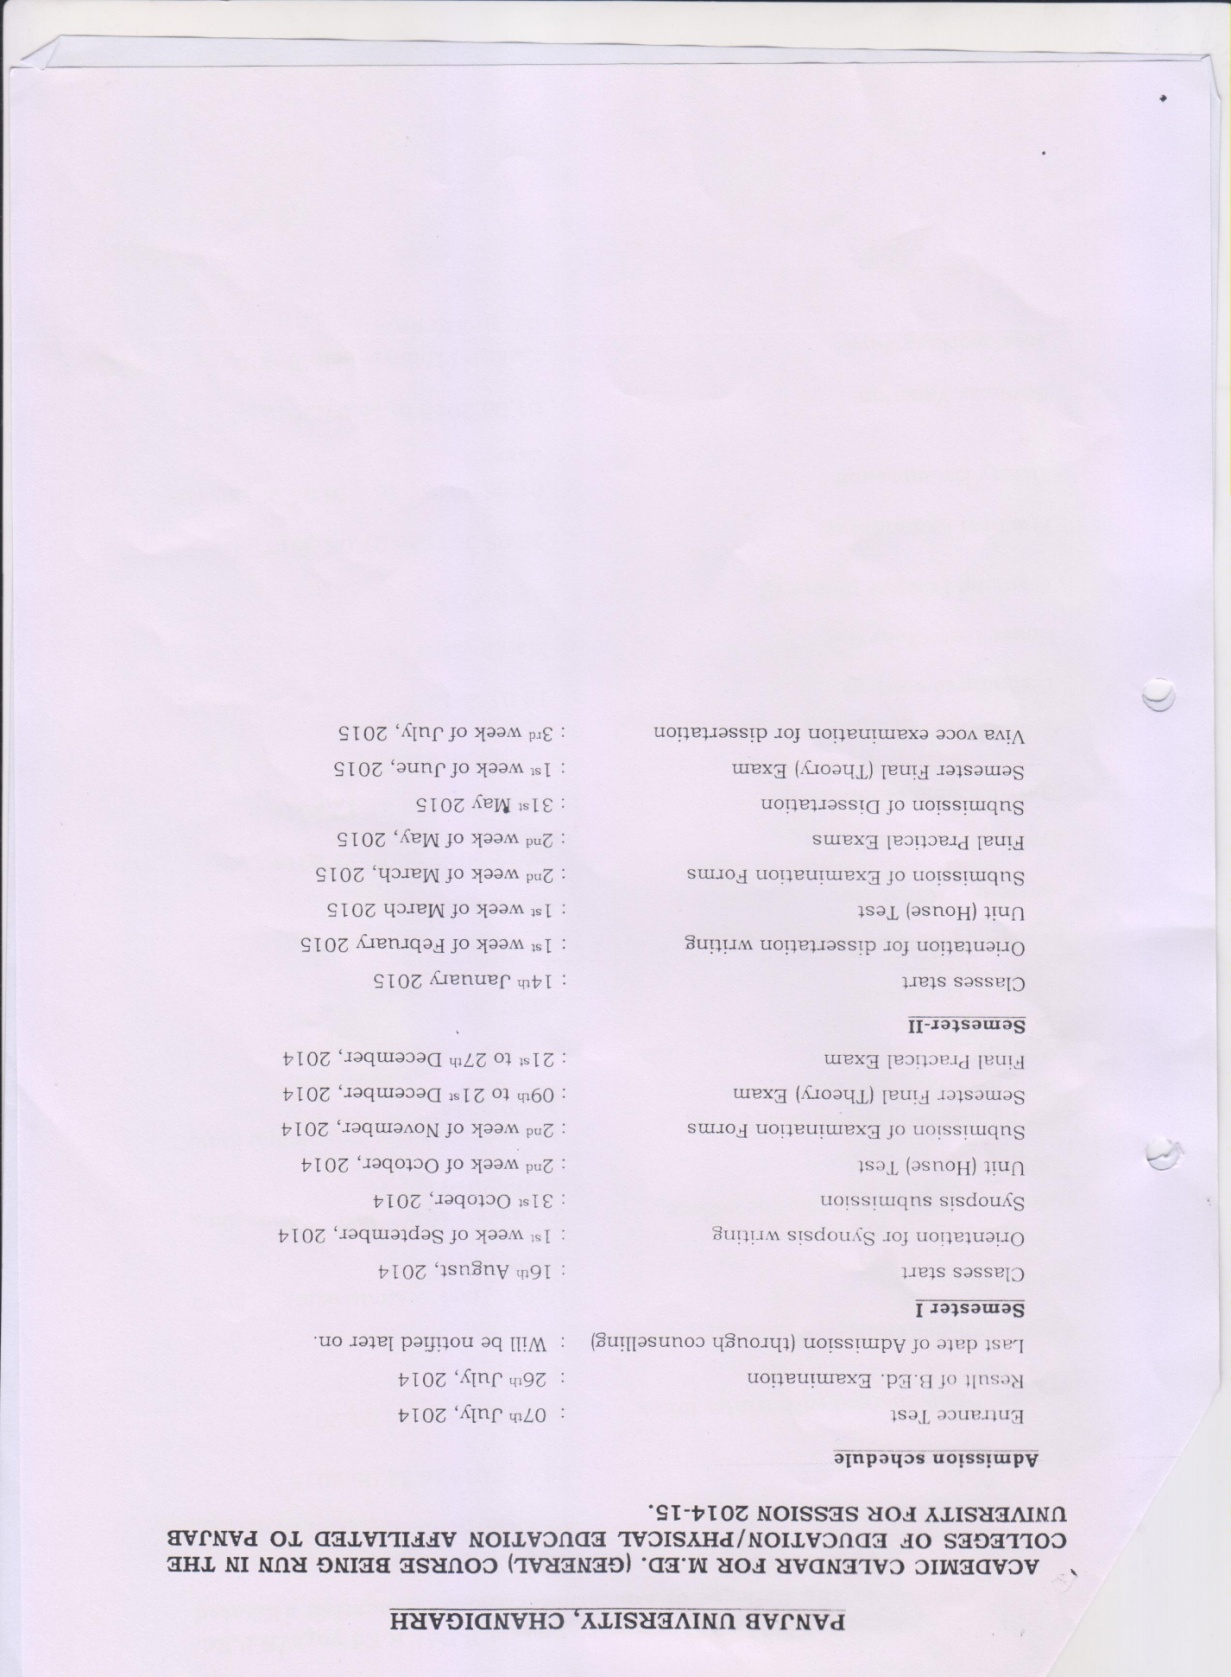 PANJAB UNIVERSITY, CHANDIGARH
ACADEMIC CALENDAR FOR M.ED. (GENERAL) COURSE BEING RUN IN THE
COLLEGES OF EDUCATION/PHYSICAL EDUCATION AFFILIATED TO PANJAB
UNIVERSITY FOR SESSION 2014-15.
Admission schedule
Entrance Test : 07th July, 2014
Result of B.Ed. Examination : 26th July, 2014
Last date of Admission (through counselling) : Will be notified later on.
Semester I
Classes start : 16th August, 2014
Orientation for Synopsis writing : 1st week of September, 2014
Synopsis submission : 31st October, 2014
Unit (House) Test : 2nd week of October, 2014
Submission of Examination Forms : 2nd week of November, 2014
Semester Final (Theory) Exam : 09th to 21st December, 2014
Final Practical Exam : 21st to 27th December, 2014
Semester-II
Classes start : 14th January 2015
Orientation for dissertation writing : 1st week of February 2015
Unit (House) Test : 1st week of March 2015
Submission of Examination Forms : 2nd week of March, 2015
Final Practical Exams : 2nd week of May, 2015
Submission of Dissertation : 31st May 2015
Semester Final (Theory) Exam : 1st week of June, 2015
Viva voce examination for dissertation : 3rd week of July, 2015